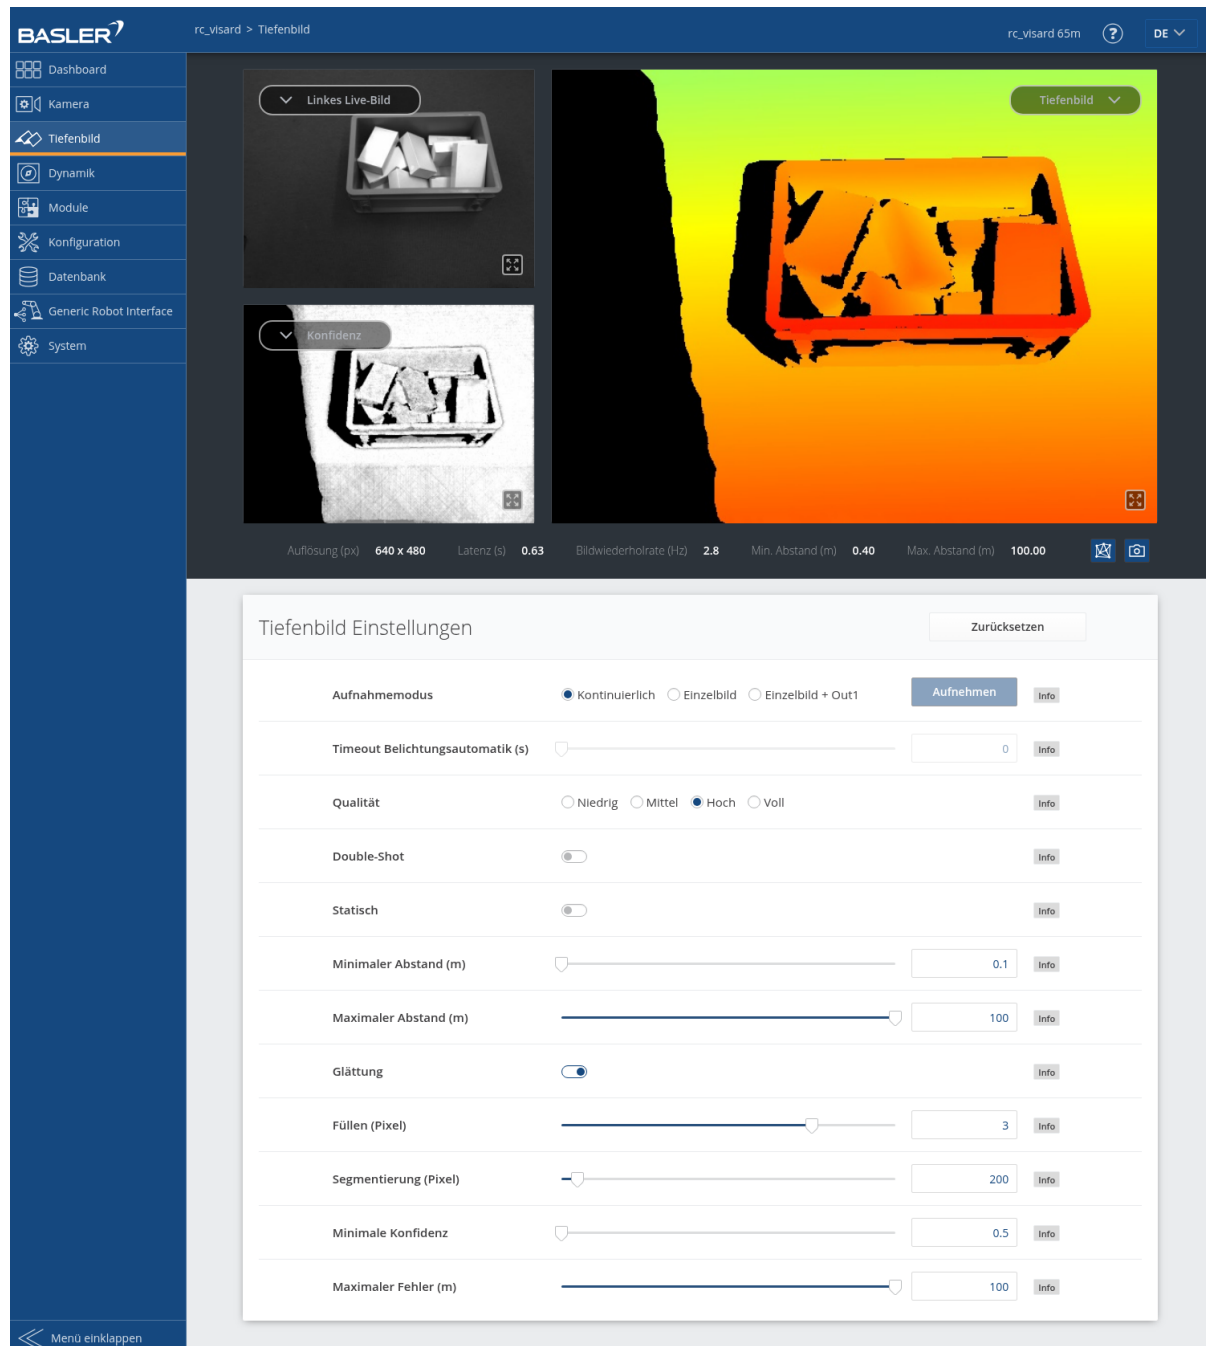 BASLER
rc_visard > Tiefenbild
rc_visard 65m ? DE
Dashboard
Kamera
Tiefenbild
Dynamik
Module
Konfiguration
Datenbank
Generic Robot Interface
System
Linkes Live-Bild
Tiefenbild
Konfidenz
Auflösung (px) 640 x 480 Latenz (s) 0.63 Bildwiederholrate (Hz) 2.8 Min. Abstand (m) 0.40 Max. Abstand (m) 100.00
Tiefenbild Einstellungen Zurücksetzen
Aufnahmemodus Kontinuierlich Einzelbild Einzelbild + Out1 Aufnehmen Info
Timeout Belichtungsautomatik (s) 0 Info
Qualität Niedrig Mittel Hoch Voll Info
Double-Shot Info
Statisch Info
Minimaler Abstand (m) 0.1 Info
Maximaler Abstand (m) 100 Info
Glättung Info
Füllen (Pixel) 3 Info
Segmentierung (Pixel) 200 Info
Minimale Konfidenz 0.5 Info
Maximaler Fehler (m) 100 Info
Menü einklappen